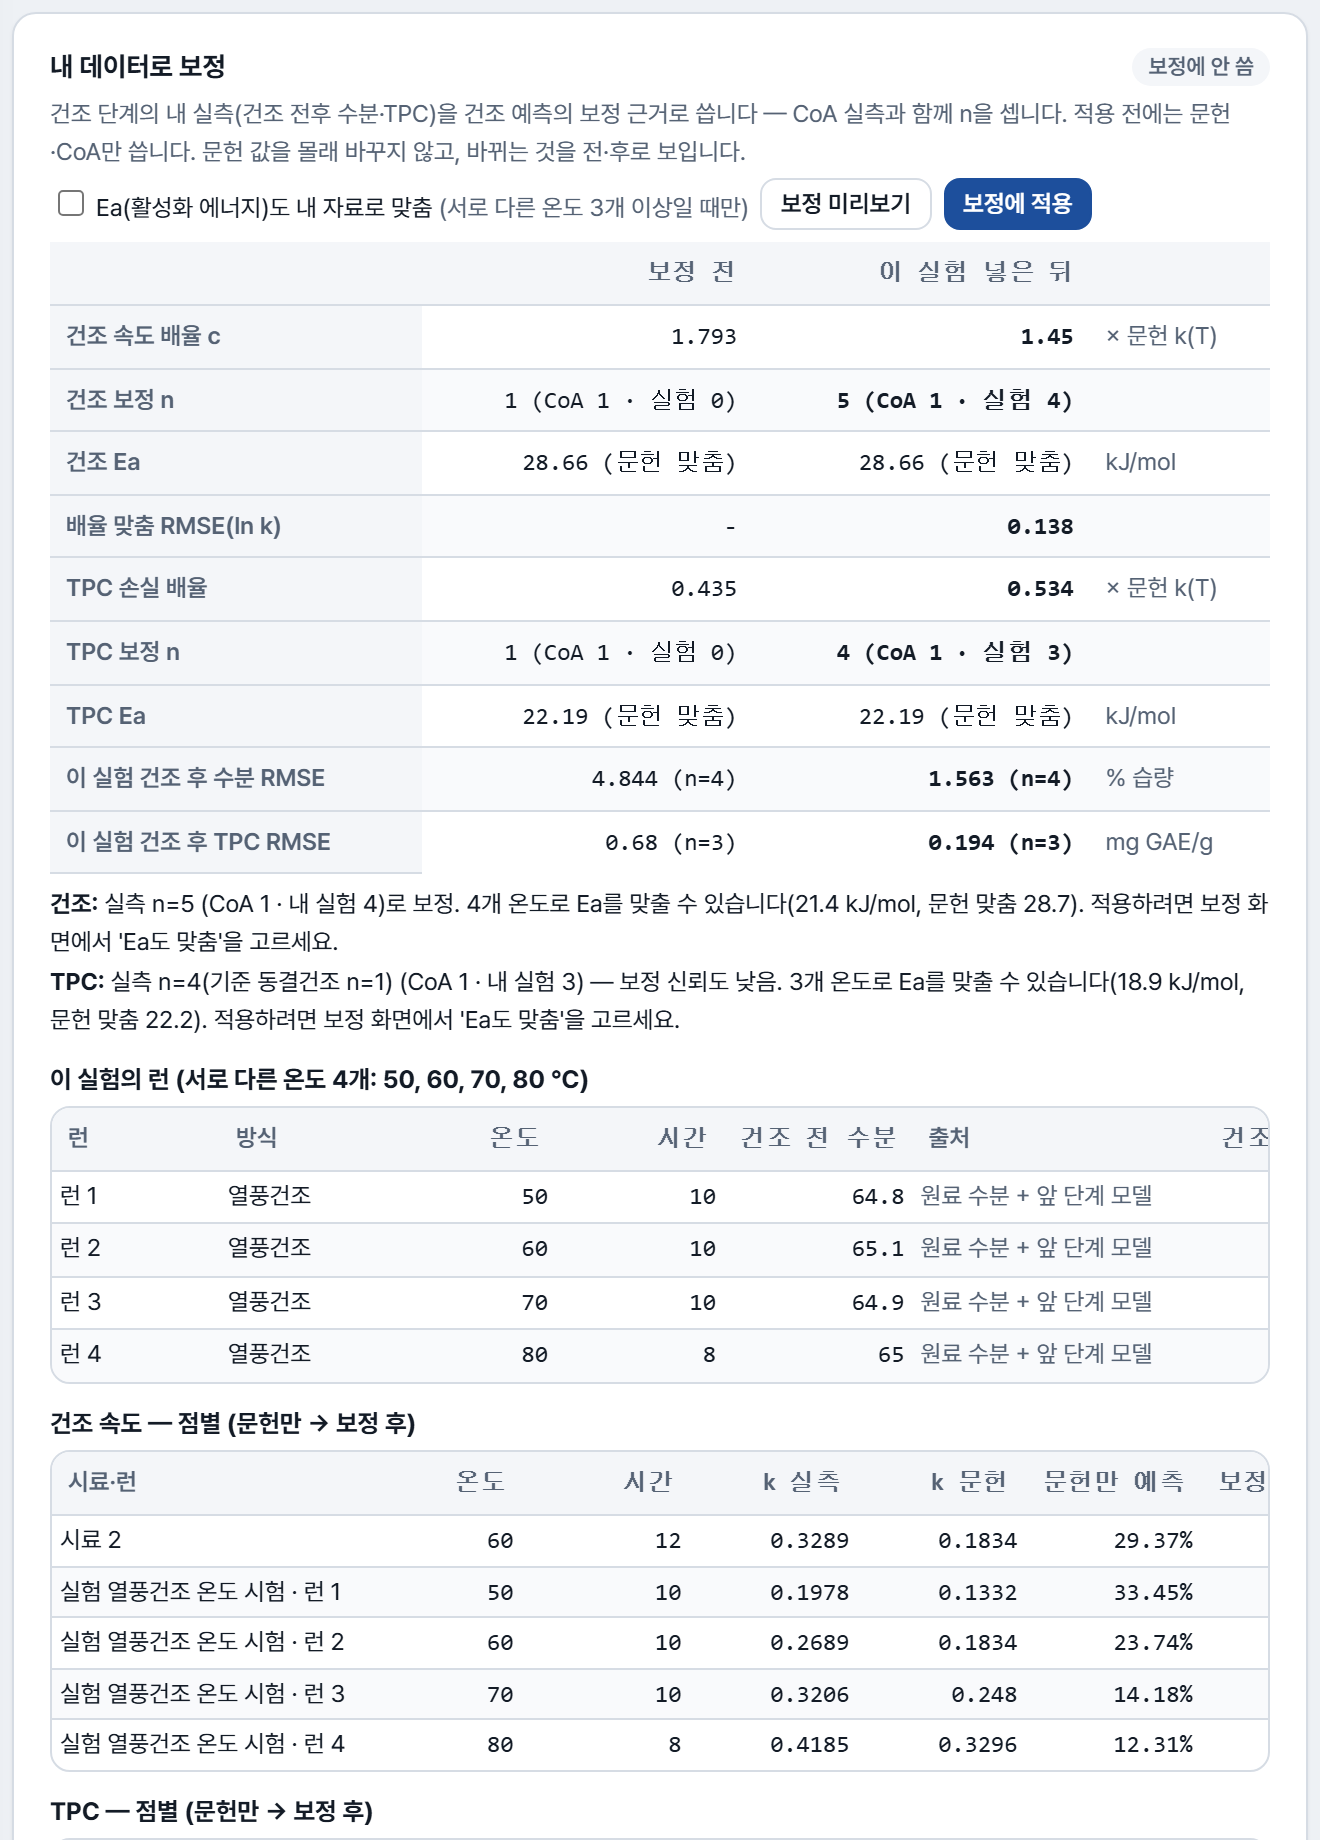 내 데이터로 보정 보정에 안 씀
건조 단계의 내 실측(건조 전후 수분·TPC)을 건조 예측의 보정 근거로 씁니다 — CoA 실측과 함께 n을 셉니다. 적용 전에는 문헌
·CoA만 씁니다. 문헌 값을 몰래 바꾸지 않고, 바뀌는 것을 전·후로 보입니다.
Ea(활성화 에너지)도 내 자료로 맞춤 (서로 다른 온도 3개 이상일 때만) 보정 미리보기 보정에 적용
보정 전 이 실험 넣은 뒤
건조 속도 배율 c 1.793 1.45 × 문헌 k(T)
건조 보정 n 1 (CoA 1 · 실험 0) 5 (CoA 1 · 실험 4)
건조 Ea 28.66 (문헌 맞춤) 28.66 (문헌 맞춤) kJ/mol
배율 맞춤 RMSE(ln k) - 0.138
TPC 손실 배율 0.435 0.534 × 문헌 k(T)
TPC 보정 n 1 (CoA 1 · 실험 0) 4 (CoA 1 · 실험 3)
TPC Ea 22.19 (문헌 맞춤) 22.19 (문헌 맞춤) kJ/mol
이 실험 건조 후 수분 RMSE 4.844 (n=4) 1.563 (n=4) % 습량
이 실험 건조 후 TPC RMSE 0.68 (n=3) 0.194 (n=3) mg GAE/g
건조: 실측 n=5 (CoA 1 · 내 실험 4)로 보정. 4개 온도로 Ea를 맞출 수 있습니다(21.4 kJ/mol, 문헌 맞춤 28.7). 적용하려면 보정 화
면에서 'Ea도 맞춤'을 고르세요.
TPC: 실측 n=4(기준 동결건조 n=1) (CoA 1 · 내 실험 3) — 보정 신뢰도 낮음. 3개 온도로 Ea를 맞출 수 있습니다(18.9 kJ/mol,
문헌 맞춤 22.2). 적용하려면 보정 화면에서 'Ea도 맞춤'을 고르세요.
이 실험의 런 (서로 다른 온도 4개: 50, 60, 70, 80 °C)
런 방식 온도 시간 건조 전 수분 출처 건조
런 1 열풍건조 50 10 64.8 원료 수분 + 앞 단계 모델
런 2 열풍건조 60 10 65.1 원료 수분 + 앞 단계 모델
런 3 열풍건조 70 10 64.9 원료 수분 + 앞 단계 모델
런 4 열풍건조 80 8 65 원료 수분 + 앞 단계 모델
건조 속도 — 점별 (문헌만 → 보정 후)
시료·런 온도 시간 k 실측 k 문헌 문헌만 예측 보정
시료 2 60 12 0.3289 0.1834 29.37%
실험 열풍건조 온도 시험 · 런 1 50 10 0.1978 0.1332 33.45%
실험 열풍건조 온도 시험 · 런 2 60 10 0.2689 0.1834 23.74%
실험 열풍건조 온도 시험 · 런 3 70 10 0.3206 0.248 14.18%
실험 열풍건조 온도 시험 · 런 4 80 8 0.4185 0.3296 12.31%
TPC — 점별 (문헌만 → 보정 후)